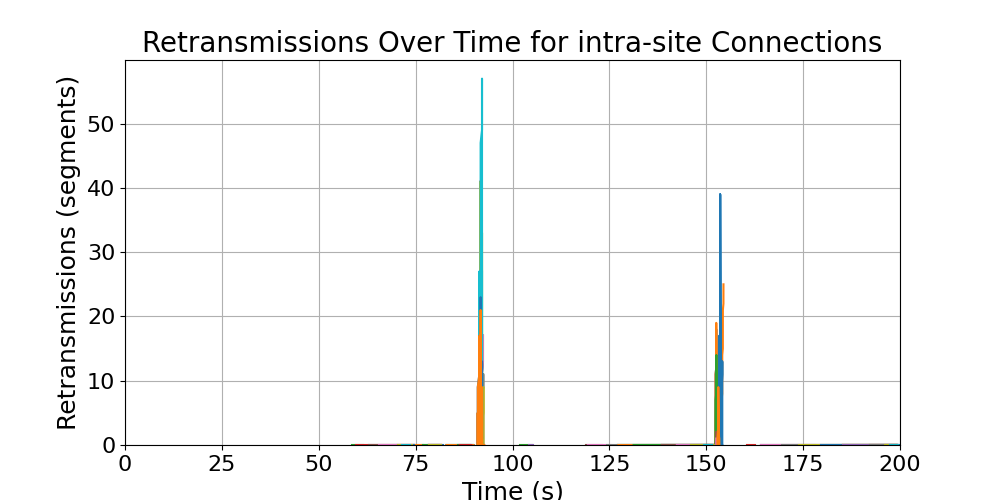 Retransmissions Over Time for intra-site Connections
Retransmissions (segments)
50
40
30
20
10
0
0 25 50 75 100 125 150 175 200
Time (s)